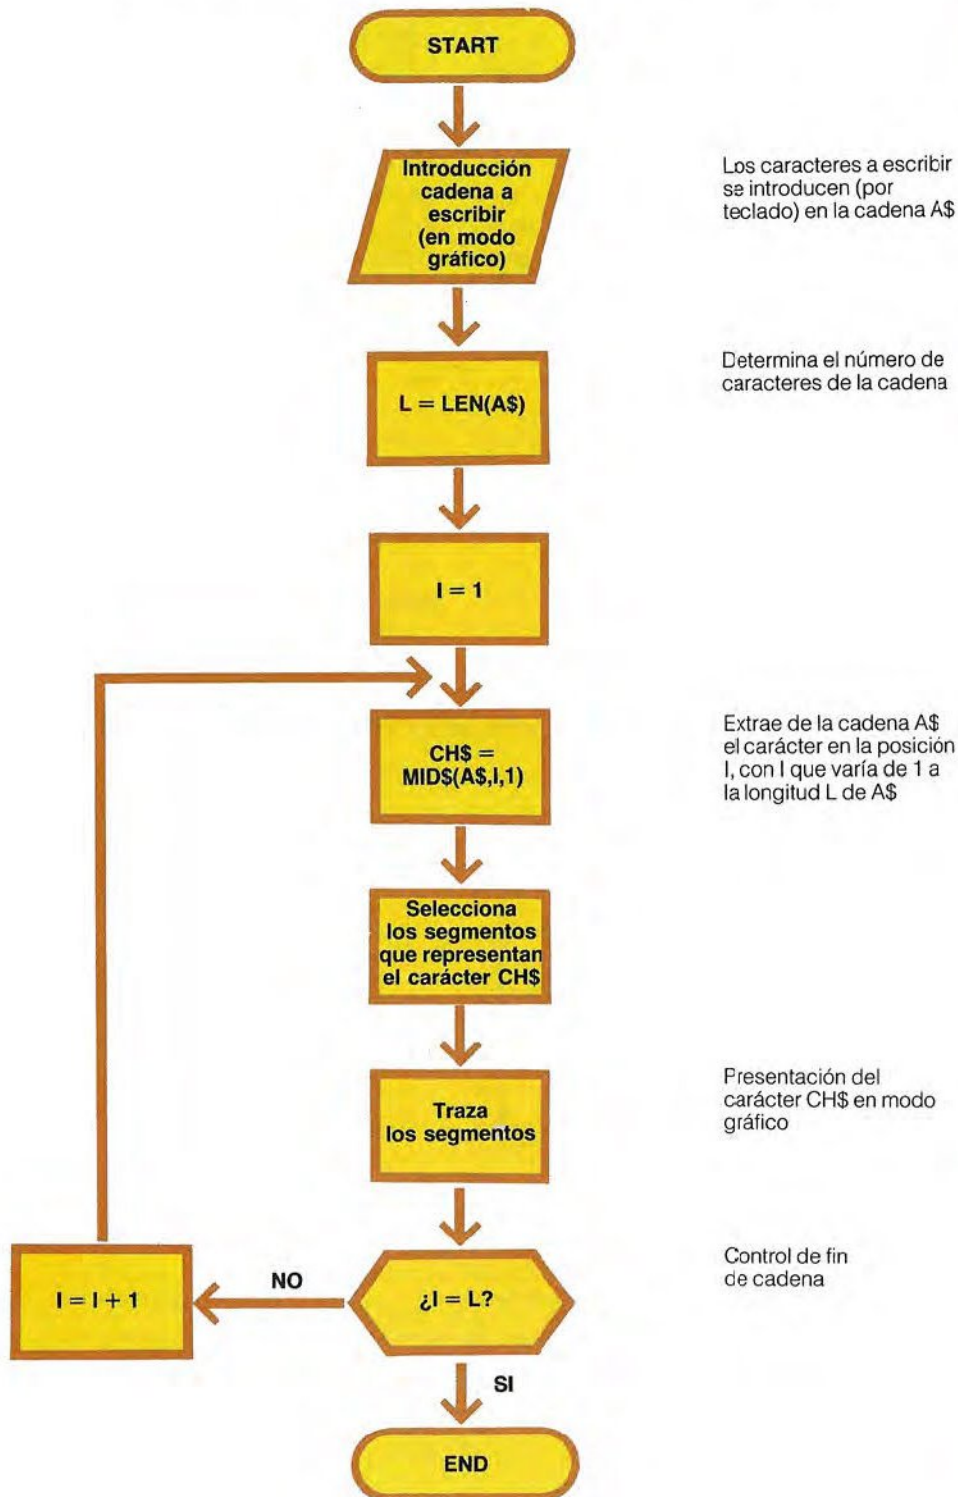 START
Introducción
cadena a
escribir
(en modo
gráfico)
Los caracteres a escribir
se introducen (por
teclado) en la cadena A$
L = LEN(A$)
Determina el número de
caracteres de la cadena
I = 1
CH$ =
MID$(A$,I,1)
Extrae de la cadena A$
el carácter en la posición
I, con I que varía de 1 a
la longitud L de A$
Selecciona
los segmentos
que representan
el carácter CH$
Traza
los segmentos
Presentación del
carácter CH$ en modo
gráfico
I = I + 1
NO
¿I = L?
Control de fin
de cadena
SI
END